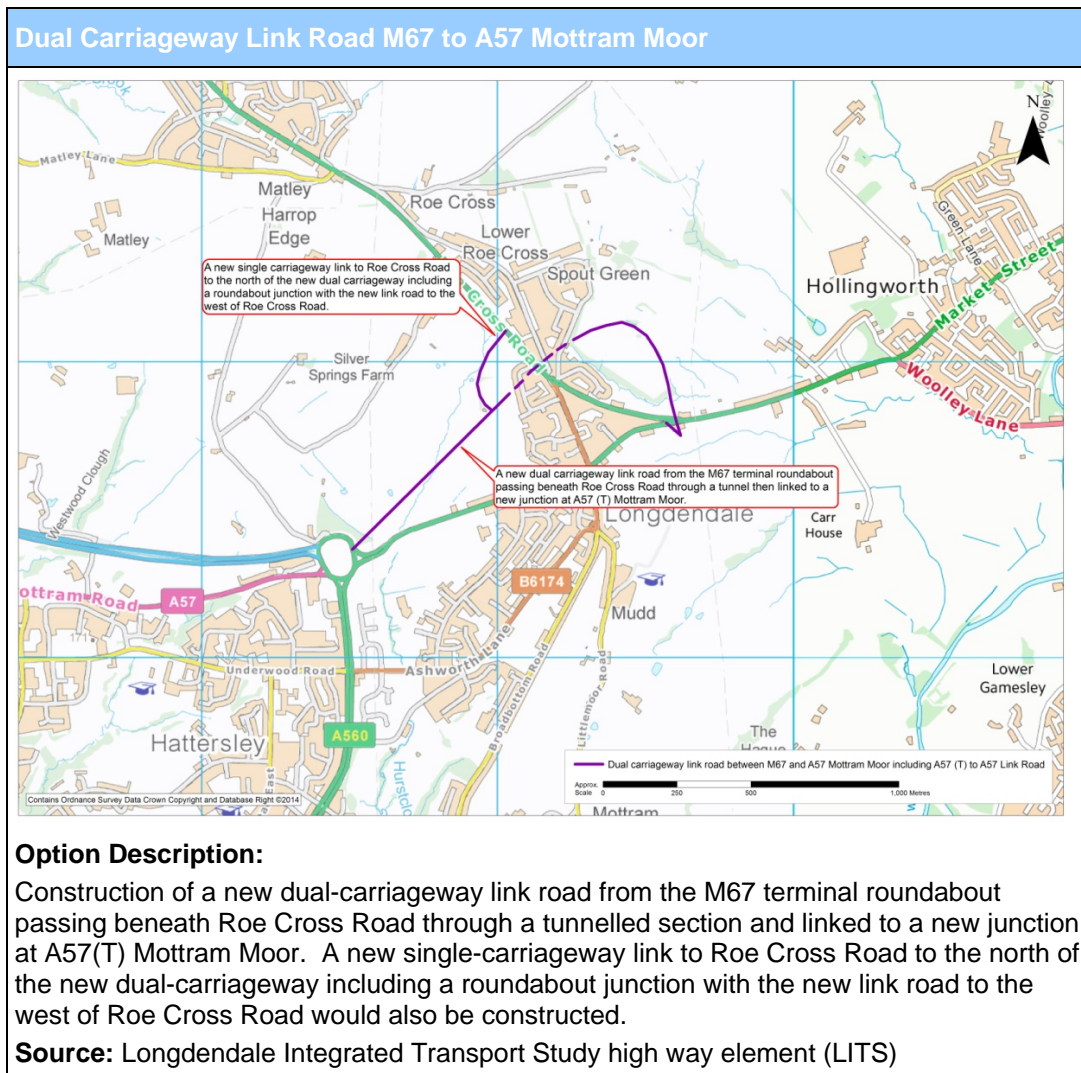 Dual Carriageway Link Road M67 to A57 Mottram Moor
Brook
N
Woolley L
Matley Lane
Matley
Harrop
Edge
Roe Cross
Matley
Lower
Roe Cross
Spout Green
Green Lane
Hollingworth
Market Street
A new single carriageway link to Roe Cross Road
to the north of the new dual carriageway including
a roundabout junction with the new link road to the
west of Roe Cross Road.
Cross Road
Silver
Springs Farm
Woolley Lane
A new dual carriageway link road from the M67 terminal roundabout
passing beneath Roe Cross Road through a tunnel then linked to a
new junction at A57 (T) Mottram Moor.
Westwood Clough
Longdendale
Carr
House
ottram Road
A57
B6174
Mudd
171
Underwood Road
Ashworth Lane
Broadbottom Road
Littlemoor Road
Lower
Gamesley
Hattersley
A560
East
Hurstclo
The
Hague
Dual carriageway link road between M67 and A57 Mottram Moor including A57 (T) to A57 Link Road
Approx.
Scale 0 250 500 1,000 Metres
Contains Ordnance Survey Data Crown Copyright and Database Right ©2014
Mottram
Option Description:
Construction of a new dual-carriageway link road from the M67 terminal roundabout
passing beneath Roe Cross Road through a tunnelled section and linked to a new junction
at A57(T) Mottram Moor. A new single-carriageway link to Roe Cross Road to the north of
the new dual-carriageway including a roundabout junction with the new link road to the
west of Roe Cross Road would also be constructed.
Source: Longdendale Integrated Transport Study high way element (LITS)